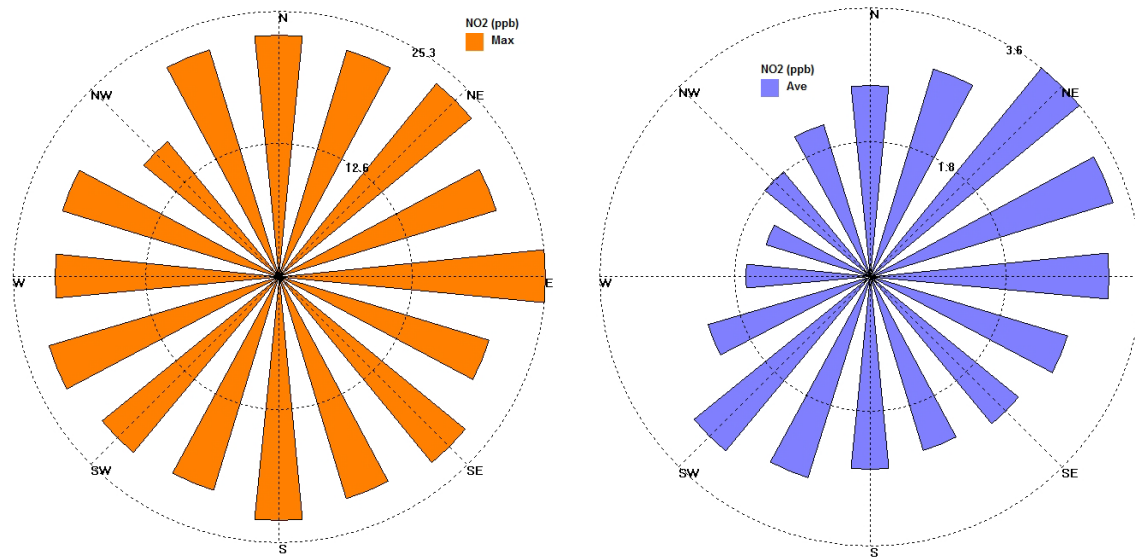 N
NO2 (ppb)
Max
25.3
NW
NE
12.6
W
E
SW
SE
S
N
3.6
NO2 (ppb)
Ave
NW
NE
1.8
W
SW
SE
S